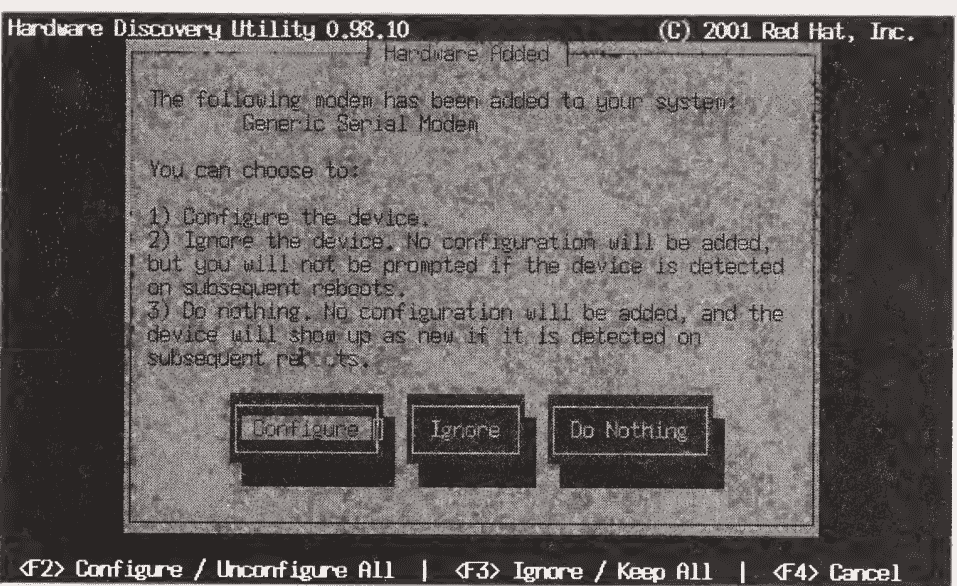 Hardware Discovery Utility 0.98.10 (C) 2001 Red Hat, Inc.
Hardware Added
The following modem has been added to your system:
Generic Serial Modem
You can choose to:
1) Configure the device.
2) Ignore the device. No configuration will be added,
but you will not be prompted if the device is detected
on subsequent reboots.
3) Do nothing. No configuration will be added, and the
device will show up as new if it is detected on
subsequent reboots.
Configure Ignore Do Nothing
<F2> Configure / Unconfigure All | <F3> Ignore / Keep All | <F4> Cancel